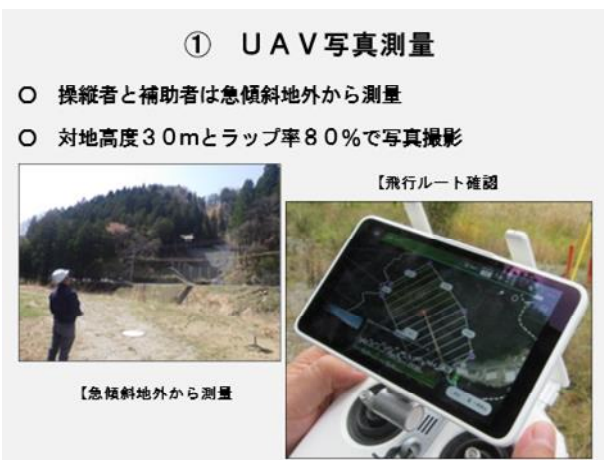 ① ＵＡＶ写真測量
○ 操縦者と補助者は急傾斜地外から測量
○ 対地高度３０ｍとラップ率８０％で写真撮影
【飛行ルート確認
【急傾斜地外から測量